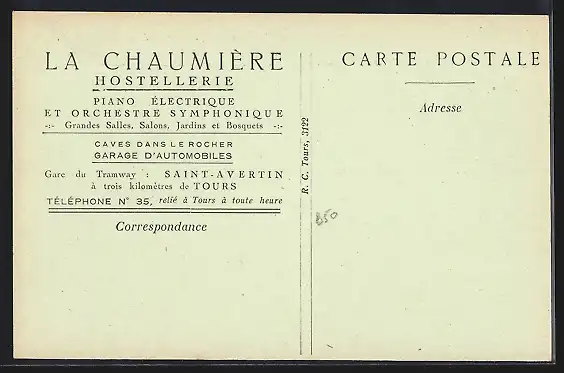 LA CHAUMIÈRE
HOSTELLERIE
PIANO ÉLECTRIQUE
ET ORCHESTRE SYMPHONIQUE
-:- Grandes Salles, Salons, Jardins et Bosquets -:-
CAVES DANS LE ROCHER
GARAGE D'AUTOMOBILES
Gare du Tramway : SAINT-AVERTIN
à trois kilomètres de TOURS
TÉLÉPHONE N° 35, relié à Tours à toute heure
Correspondance
R. C. Tours, 3122
CARTE POSTALE
Adresse